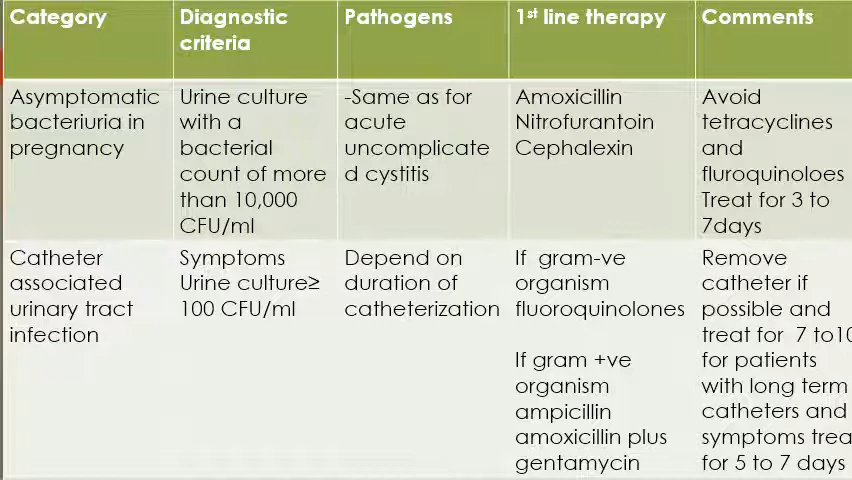 Category
Diagnostic
criteria
Pathogens
1st line therapy
Comments
Asymptomatic
bacteriuria in
pregnancy
Urine culture
with a
bacterial
count of more
than 10,000
CFU/ml
-Same as for
acute
uncomplicate
d cystitis
Amoxicillin
Nitrofurantoin
Cephalexin
Avoid
tetracyclines
and
fluroquinoloes
Treat for 3 to
7days
Catheter
associated
urinary tract
infection
Symptoms
Urine culture≥
100 CFU/ml
Depend on
duration of
catheterization
If gram-ve
organism
fluoroquinolones
If gram +ve
organism
ampicillin
amoxicillin plus
gentamycin
Remove
catheter if
possible and
treat for 7 to10
for patients
with long term
catheters and
symptoms trea
for 5 to 7 days